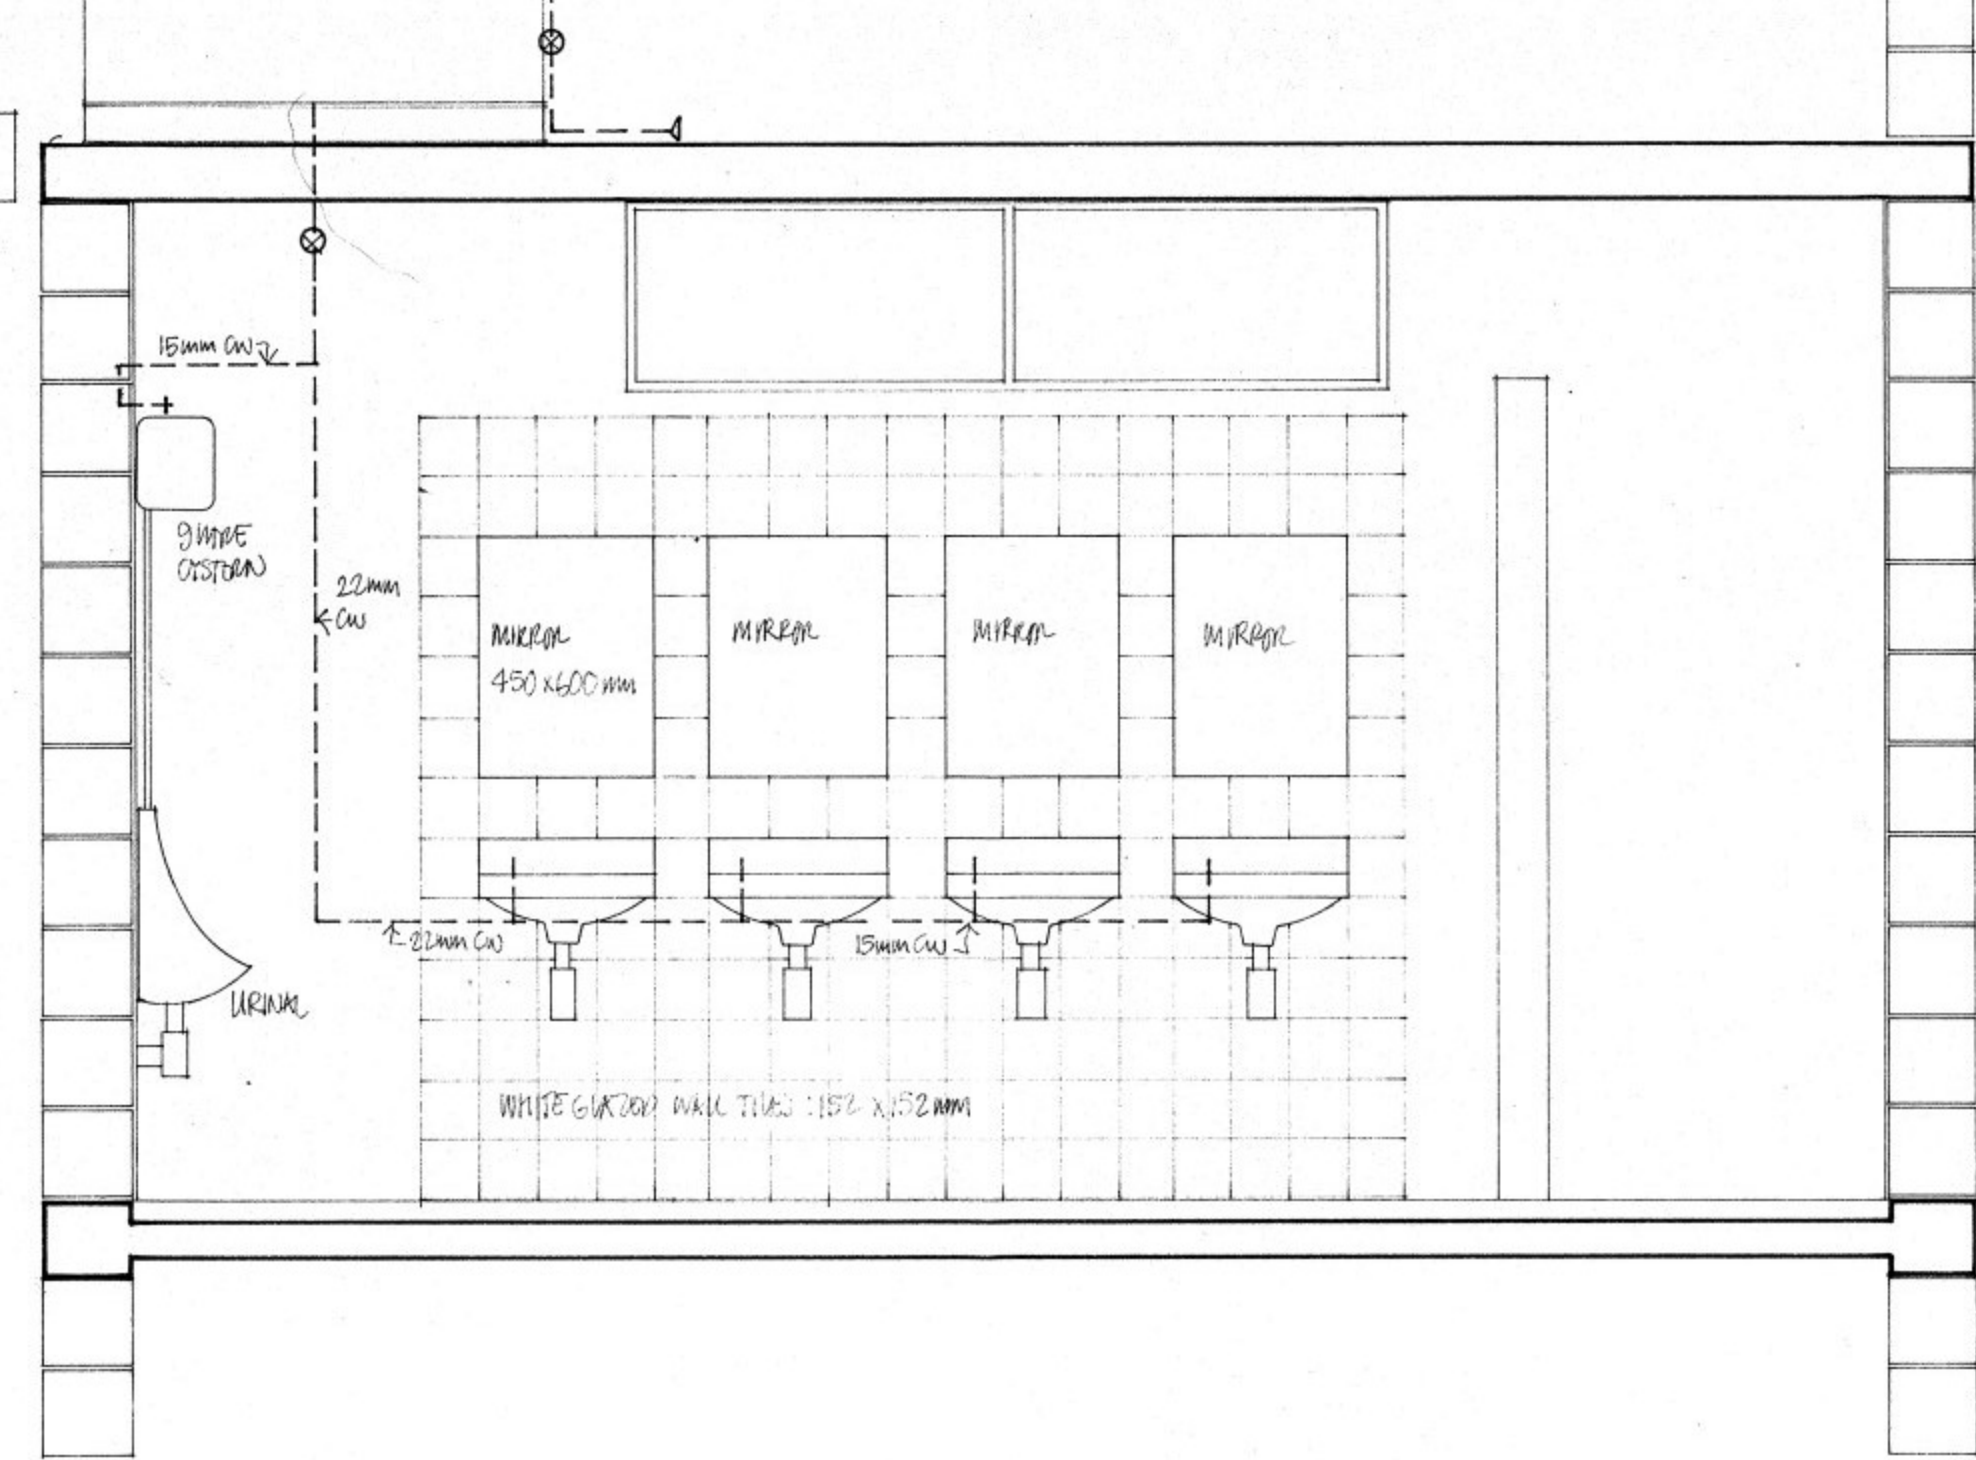 15mm CW
9 LITRE
CISTERN
22mm
CW
MIRROR
450 x 600 mm
MIRROR
MIRROR
MIRROR
22mm CW
15mm CW
URINAL
WHITE GLAZED WALL TILES : 152 x 152 mm